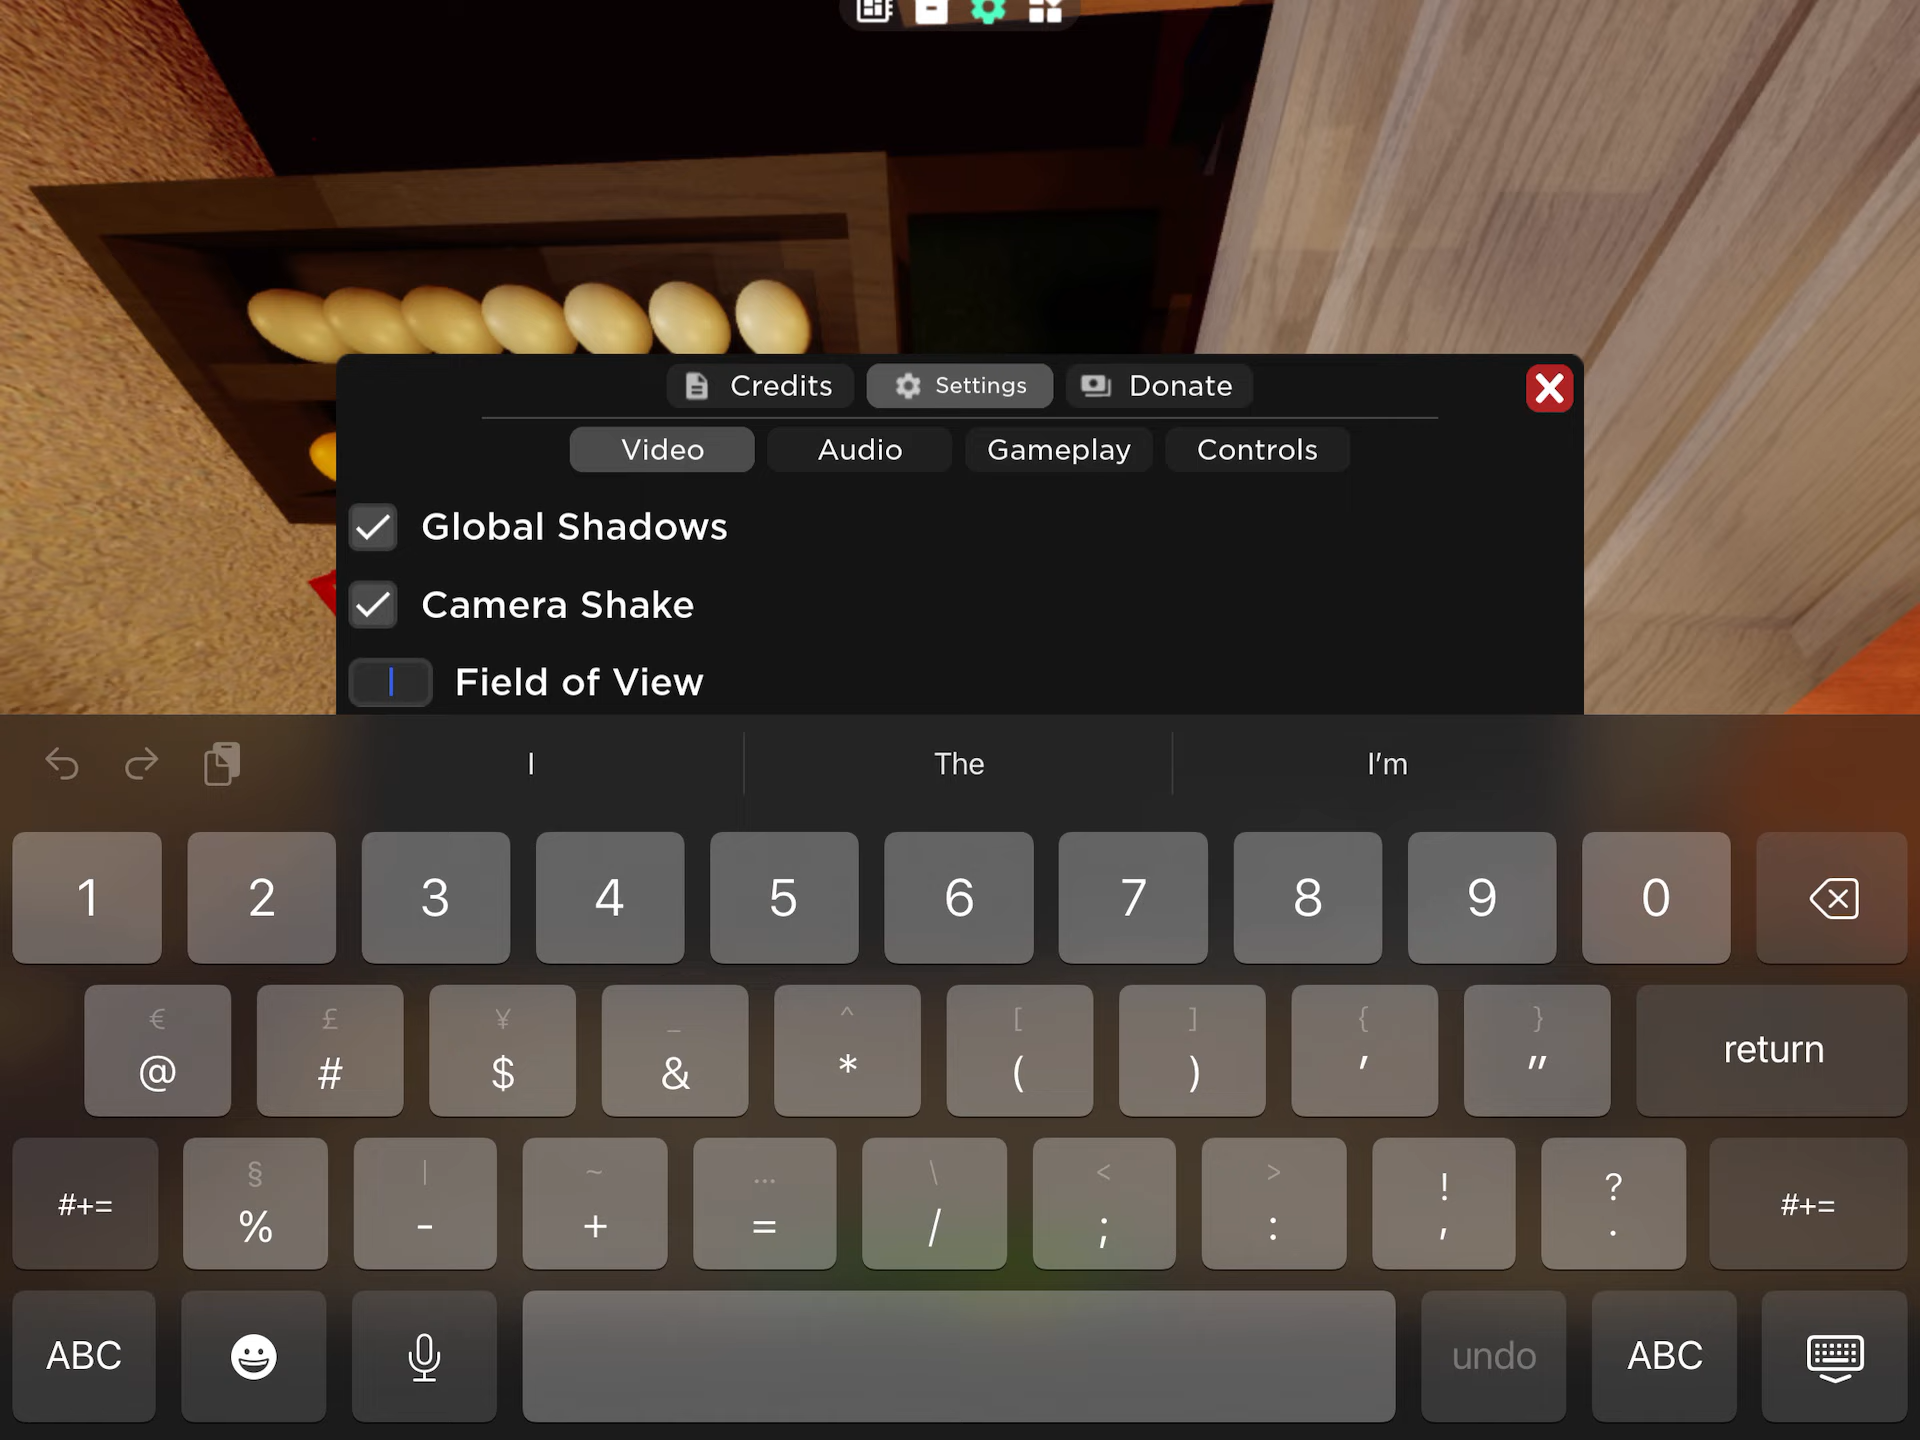 Credits Settings Donate
Video Audio Gameplay Controls
Global Shadows
Camera Shake
Field of View
I The I'm
1 2 3 4 5 6 7 8 9 0
€ £ ¥ _ ^ [ ] { }
@ # $ & * ( ) ' "
return
§ | ~ ... \ < > ! ?
#+= % - + = / ; : , . #+=
ABC undo ABC